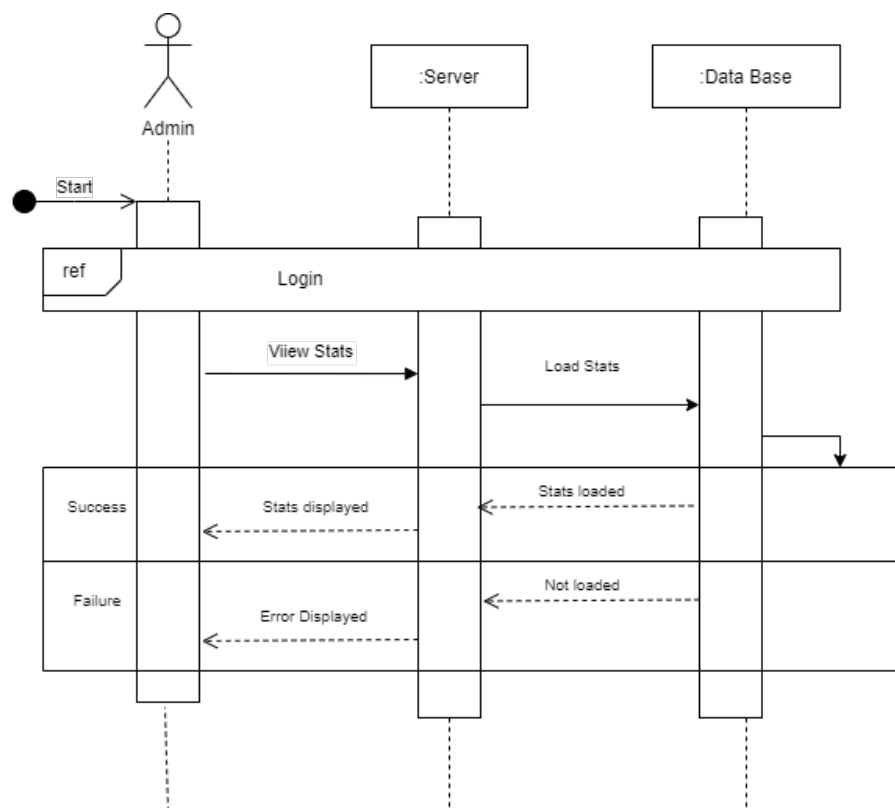 :Server
:Data Base
Admin
Start
ref
Login
Viiew Stats
Load Stats
Success
Stats displayed
Stats loaded
Failure
Not loaded
Error Displayed